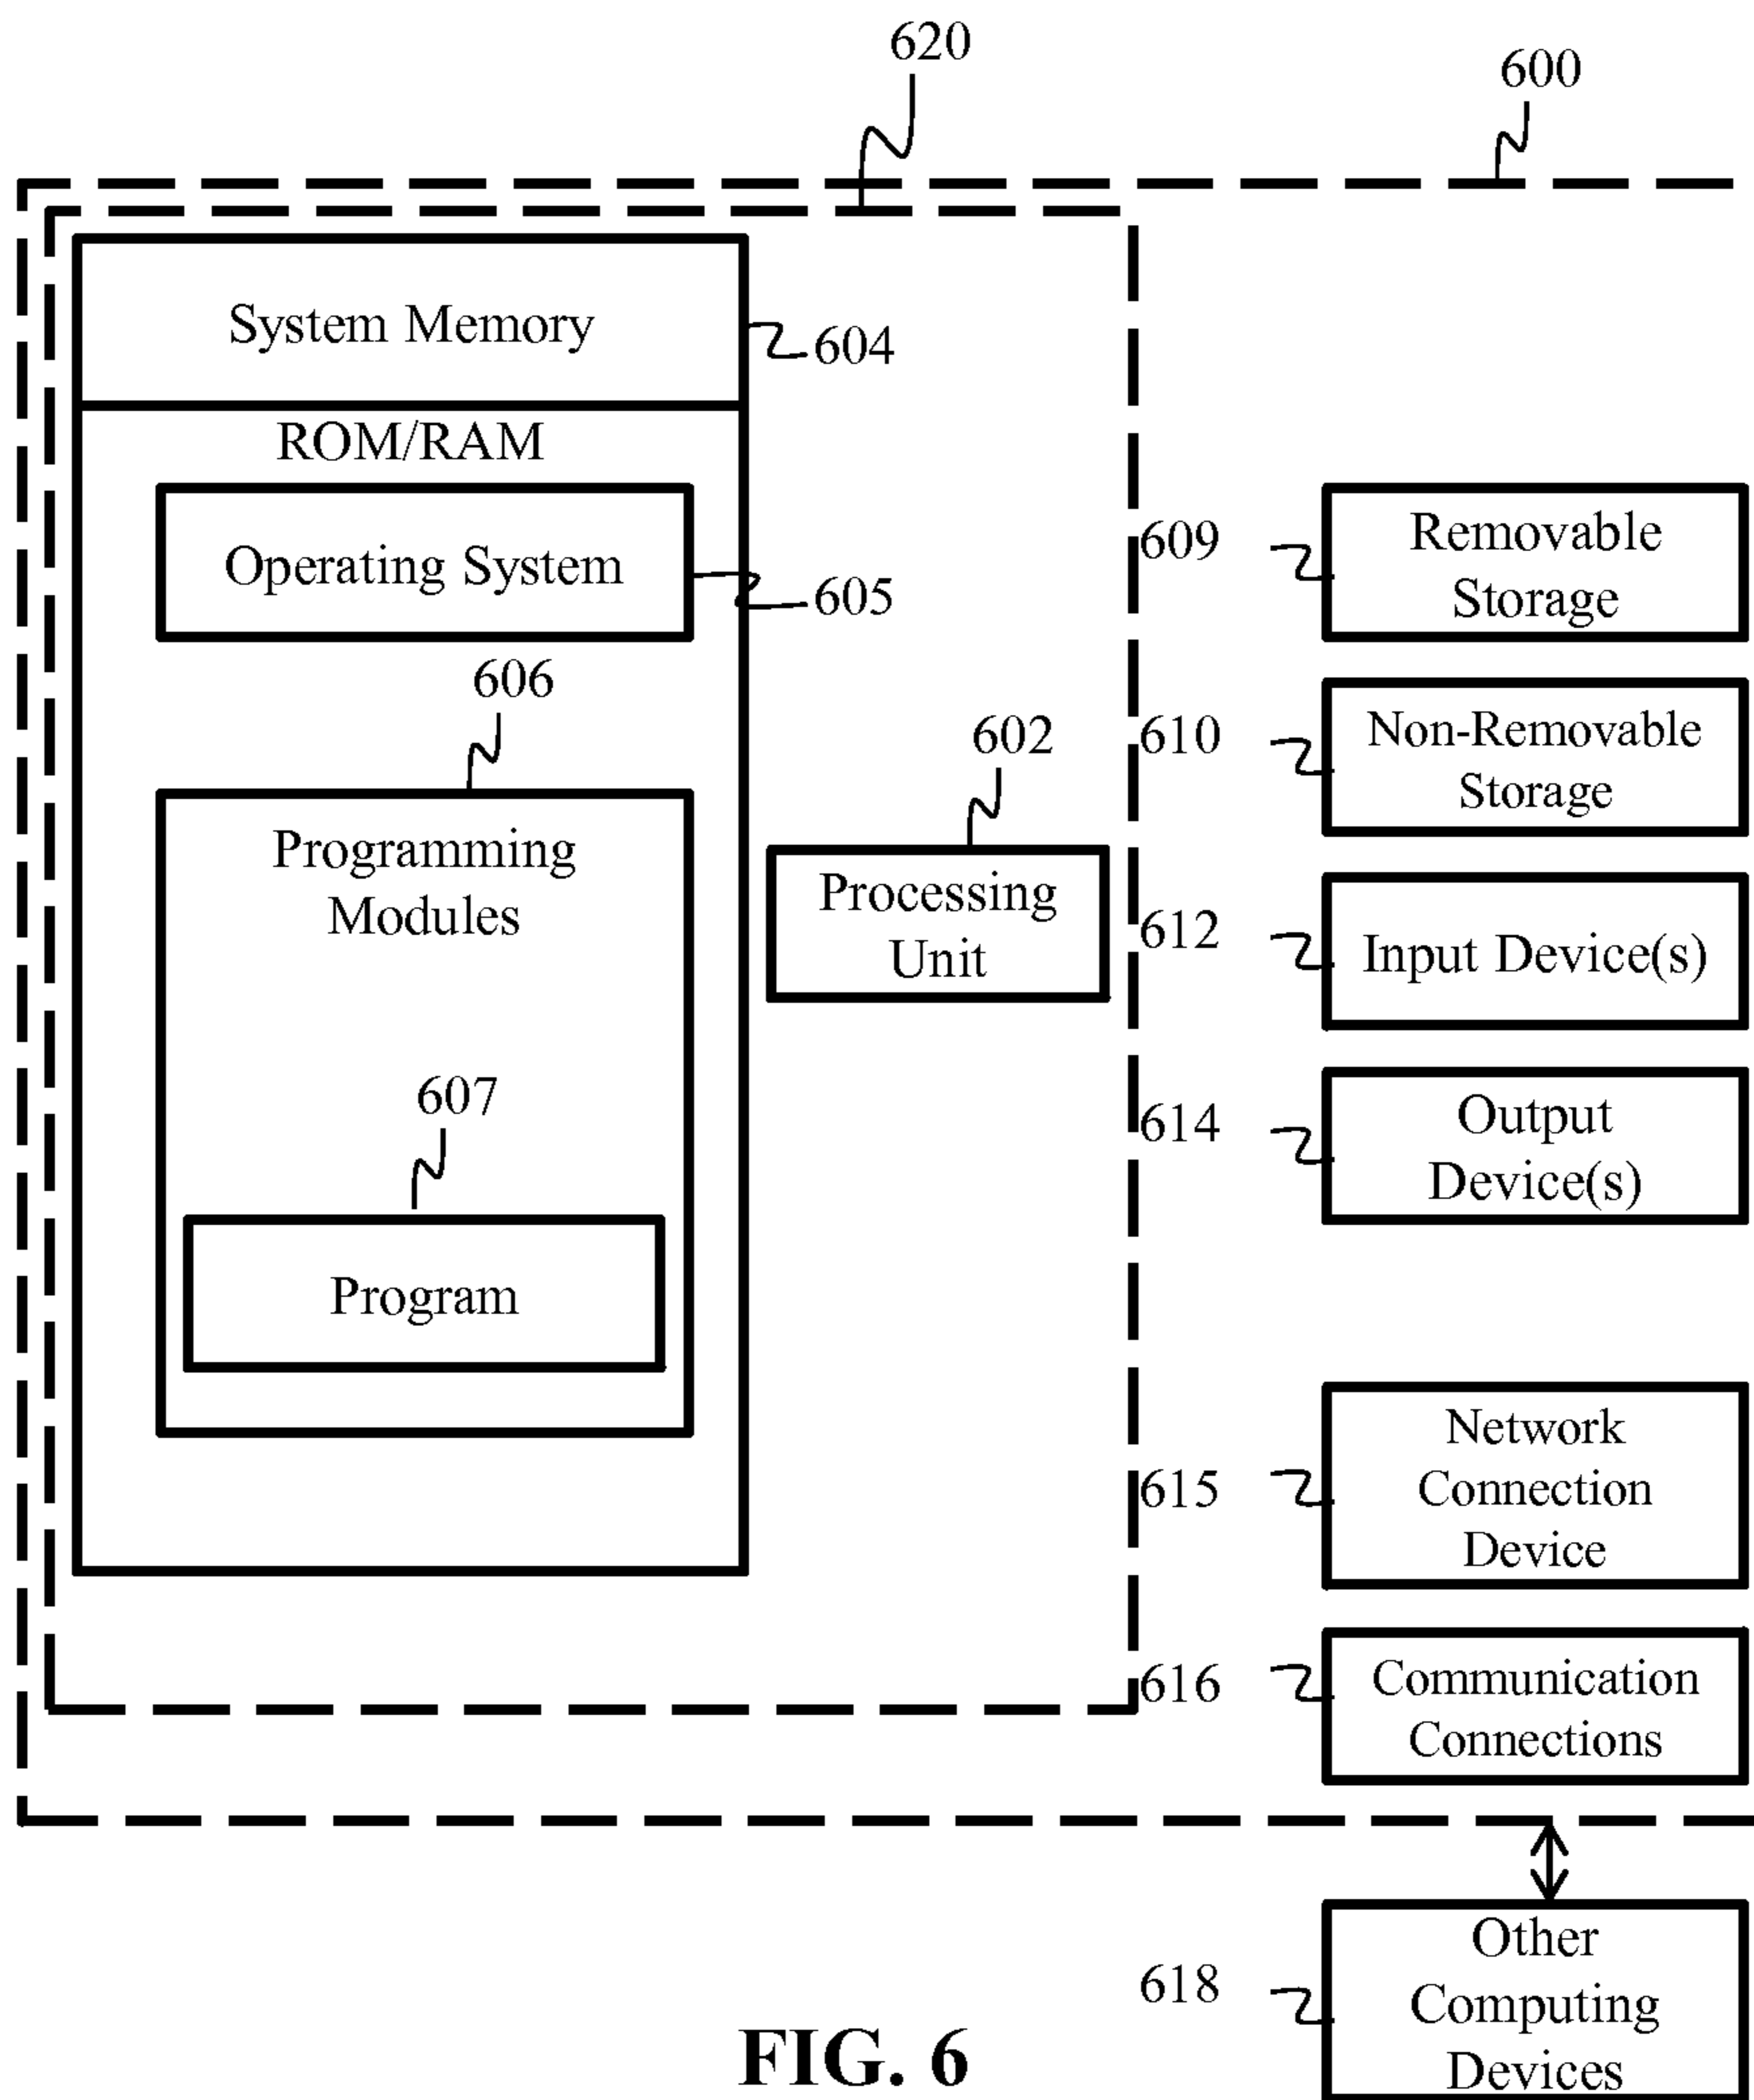 620
600
System Memory
604
ROM/RAM
Operating System
605
606
Programming
Modules
607
Program
602
Processing
Unit
609
Removable
Storage
610
Non-Removable
Storage
612
Input Device(s)
614
Output
Device(s)
615
Network
Connection
Device
616
Communication
Connections
618
Other
Computing
Devices
FIG. 6